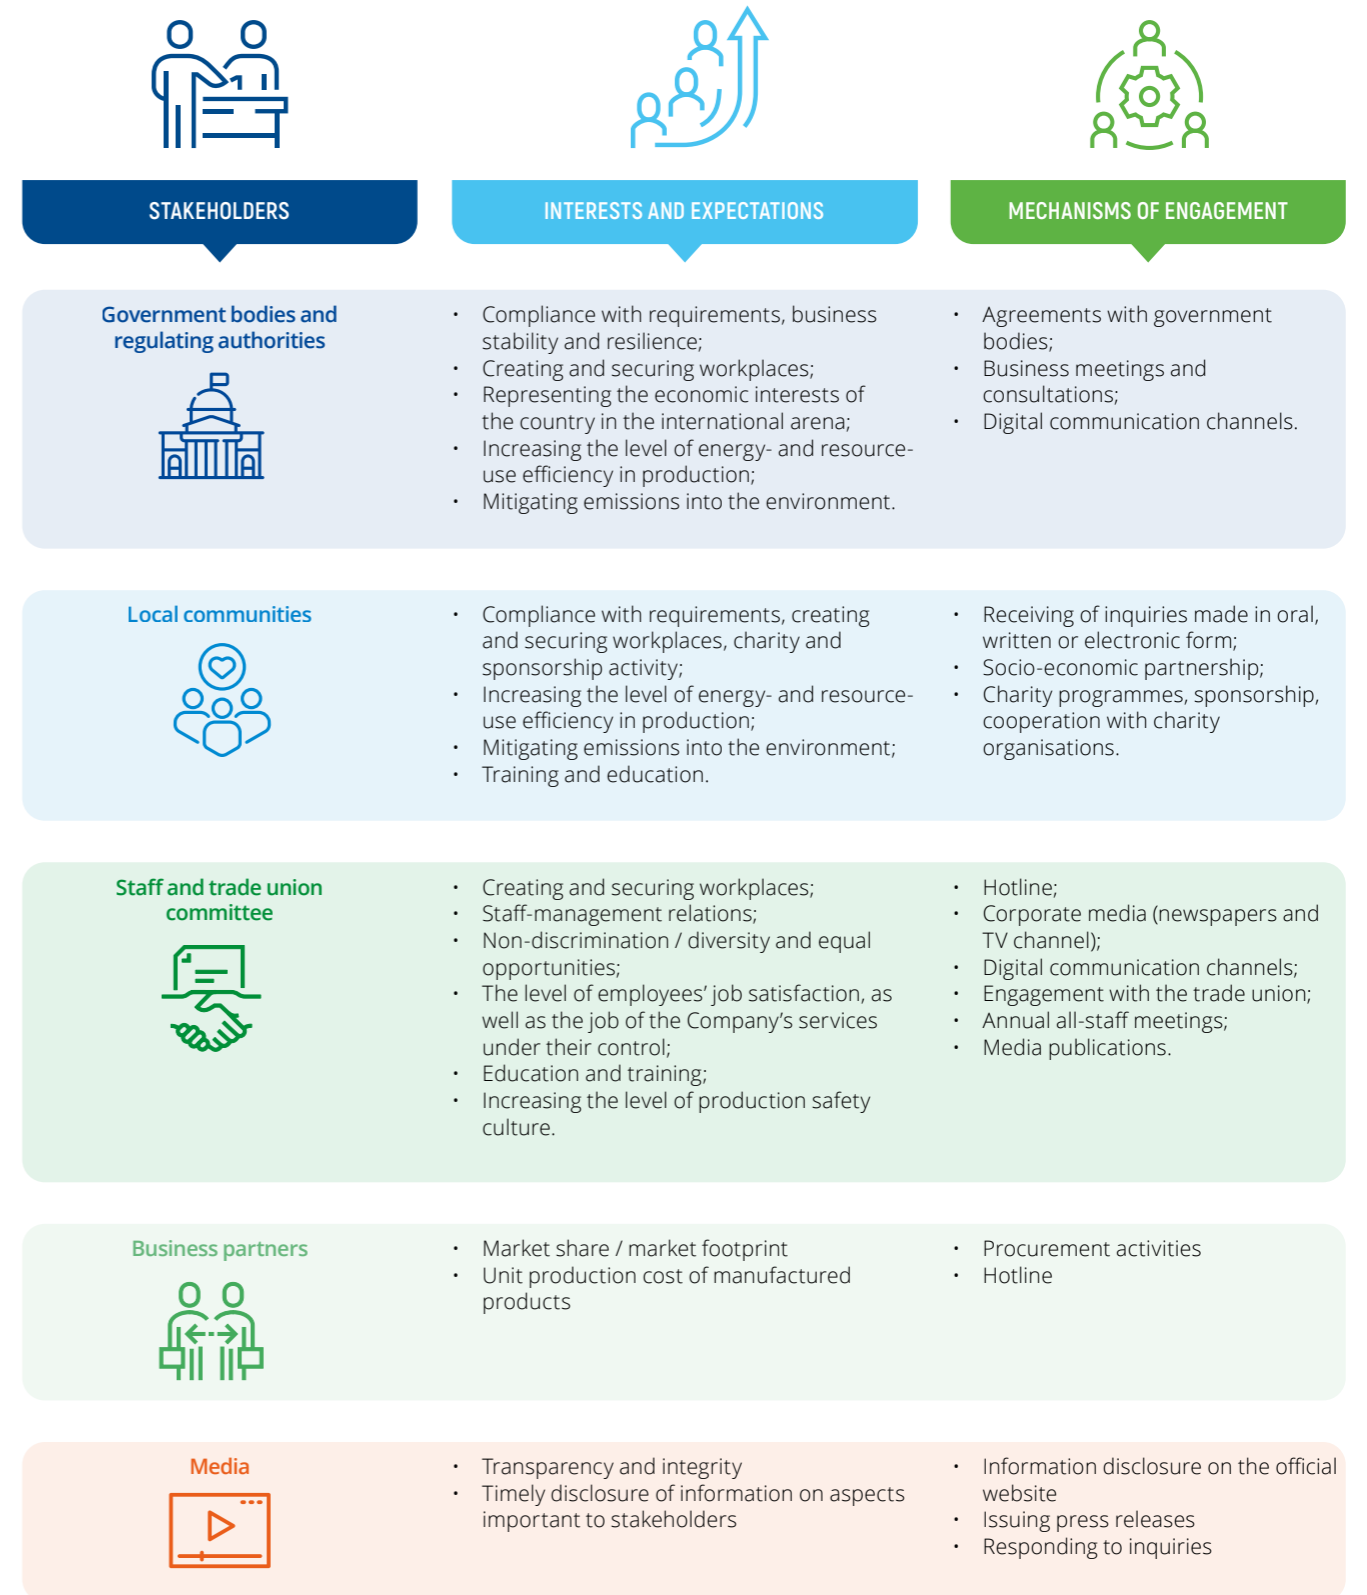 STAKEHOLDERS
INTERESTS AND EXPECTATIONS
MECHANISMS OF ENGAGEMENT
Government bodies and
regulating authorities
• Compliance with requirements, business
stability and resilience;
• Creating and securing workplaces;
• Representing the economic interests of
the country in the international arena;
• Increasing the level of energy- and resource-
use efficiency in production;
• Mitigating emissions into the environment.
• Agreements with government
bodies;
• Business meetings and
consultations;
• Digital communication channels.
Local communities
• Compliance with requirements, creating
and securing workplaces, charity and
sponsorship activity;
• Increasing the level of energy- and resource-
use efficiency in production;
• Mitigating emissions into the environment;
• Training and education.
• Receiving of inquiries made in oral,
written or electronic form;
• Socio-economic partnership;
• Charity programmes, sponsorship,
cooperation with charity
organisations.
Staff and trade union
committee
• Creating and securing workplaces;
• Staff-management relations;
• Non-discrimination / diversity and equal
opportunities;
• The level of employees’ job satisfaction, as
well as the job of the Company’s services
under their control;
• Education and training;
• Increasing the level of production safety
culture.
• Hotline;
• Corporate media (newspapers and
TV channel);
• Digital communication channels;
• Engagement with the trade union;
• Annual all-staff meetings;
• Media publications.
Business partners
• Market share / market footprint
• Unit production cost of manufactured
products
• Procurement activities
• Hotline
Media
• Transparency and integrity
• Timely disclosure of information on aspects
important to stakeholders
• Information disclosure on the official
website
• Issuing press releases
• Responding to inquiries